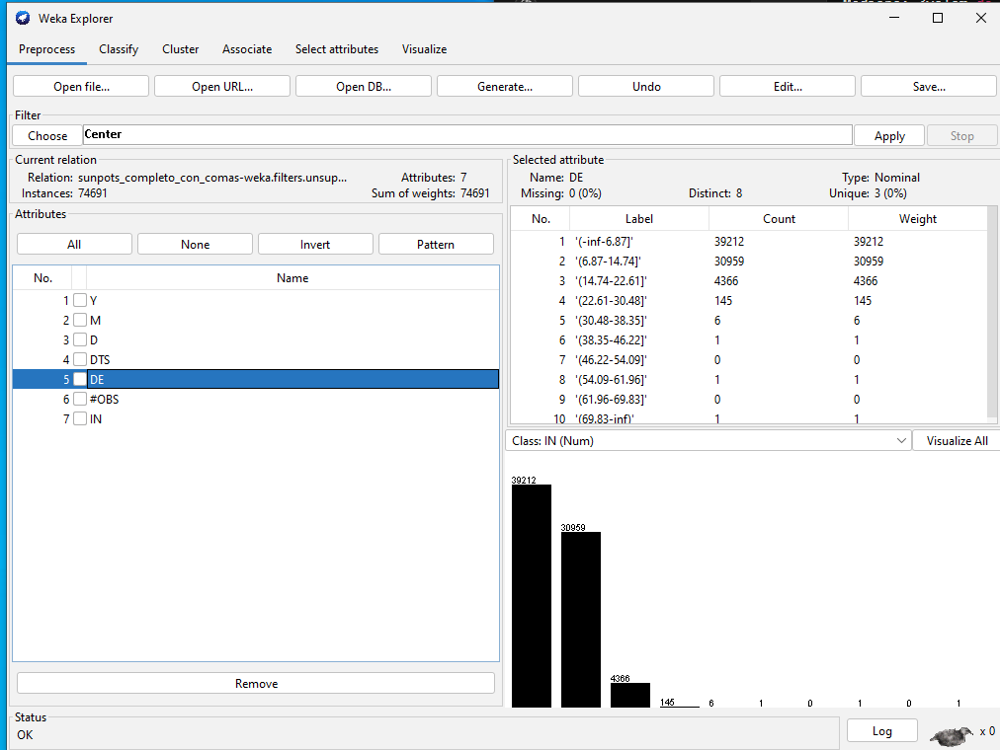 Weka Explorer
Preprocess Classify Cluster Associate Select attributes Visualize
Open file... Open URL... Open DB... Generate... Undo Edit... Save...
Filter
Choose Center Apply Stop
Current relation
Relation: sunpots_completo_con_comas-weka.filters.unsup... Attributes: 7
Instances: 74691 Sum of weights: 74691
Attributes
All None Invert Pattern
No. Name
1 Y
2 M
3 D
4 DTS
5 DE
6 #OBS
7 IN
Remove
Selected attribute
Name: DE Type: Nominal
Missing: 0 (0%) Distinct: 8 Unique: 3 (0%)
No. Label Count Weight
1 '(-inf-6.87]' 39212 39212
2 '(6.87-14.74]' 30959 30959
3 '(14.74-22.61]' 4366 4366
4 '(22.61-30.48]' 145 145
5 '(30.48-38.35]' 6 6
6 '(38.35-46.22]' 1 1
7 '(46.22-54.09]' 0 0
8 '(54.09-61.96]' 1 1
9 '(61.96-69.83]' 0 0
10 '(69.83-inf)' 1 1
Class: IN (Num) Visualize All
39212
30959
4366
145 6 1 0 1 0 1
Status
OK
Log x 0